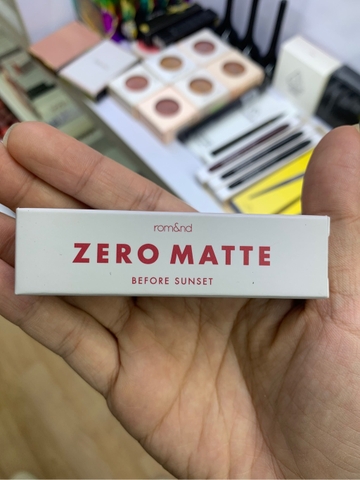 rom&nd
ZERO MATTE
BEFORE SUNSET